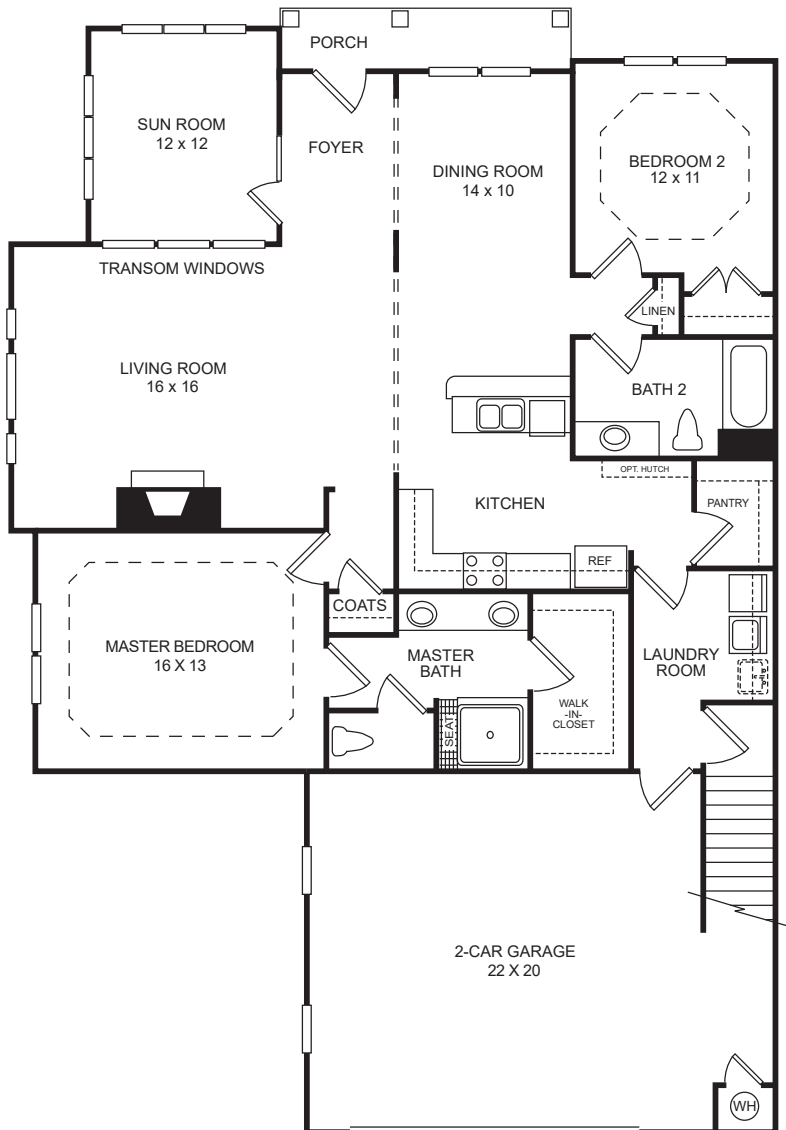 PORCH
SUN ROOM
12 x 12
FOYER
DINING ROOM
14 x 10
BEDROOM 2
12 x 11
TRANSOM WINDOWS
LINEN
LIVING ROOM
16 x 16
BATH 2
OPT. HUTCH
KITCHEN
PANTRY
REF
COATS
MASTER BEDROOM
16 X 13
MASTER
BATH
LAUNDRY
ROOM
WALK
-IN-
CLOSET
SEAT
2-CAR GARAGE
22 X 20
WH